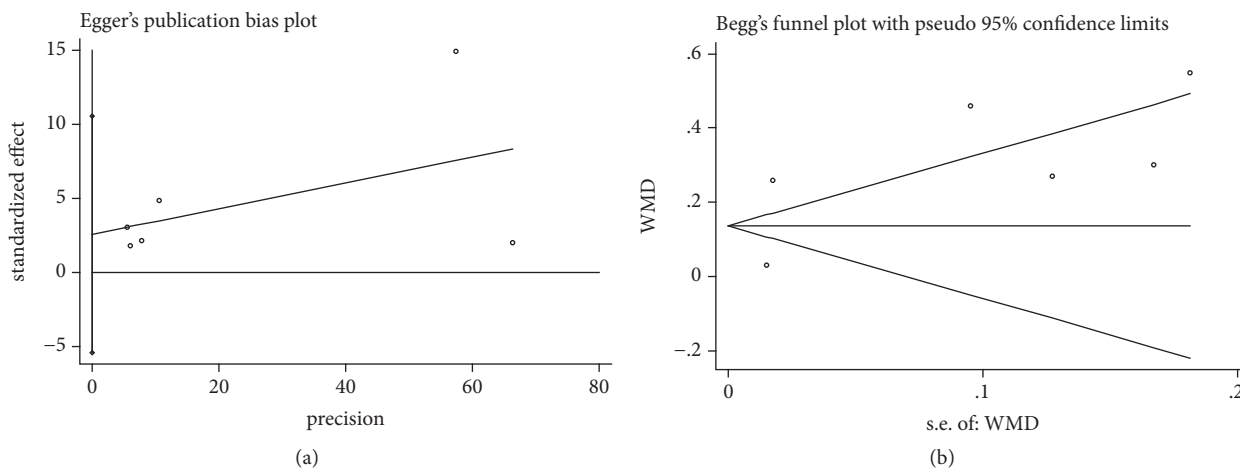 Egger's publication bias plot
15
10
5
0
−5
standardized effect
0
20
40
60
80
precision
(a)
Begg's funnel plot with pseudo 95% confidence limits
.6
.4
.2
0
−.2
WMD
0
.1
.2
s.e. of: WMD
(b)